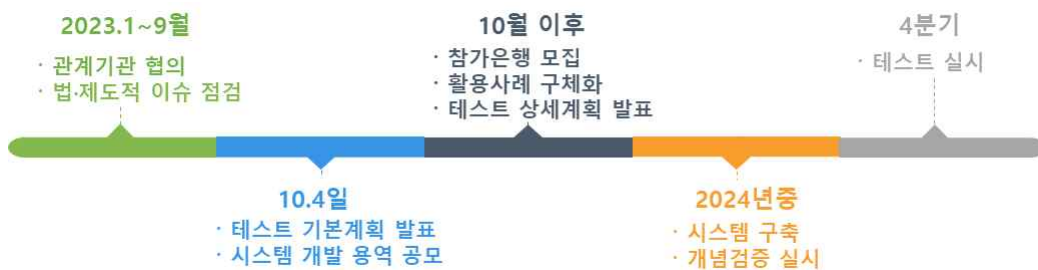 2023.1~9월
· 관계기관 협의
· 법·제도적 이슈 점검
10.4일
· 테스트 기본계획 발표
· 시스템 개발 용역 공모
10월 이후
· 참가은행 모집
· 활용사례 구체화
· 테스트 상세계획 발표
2024년중
· 시스템 구축
· 개념검증 실시
4분기
· 테스트 실시